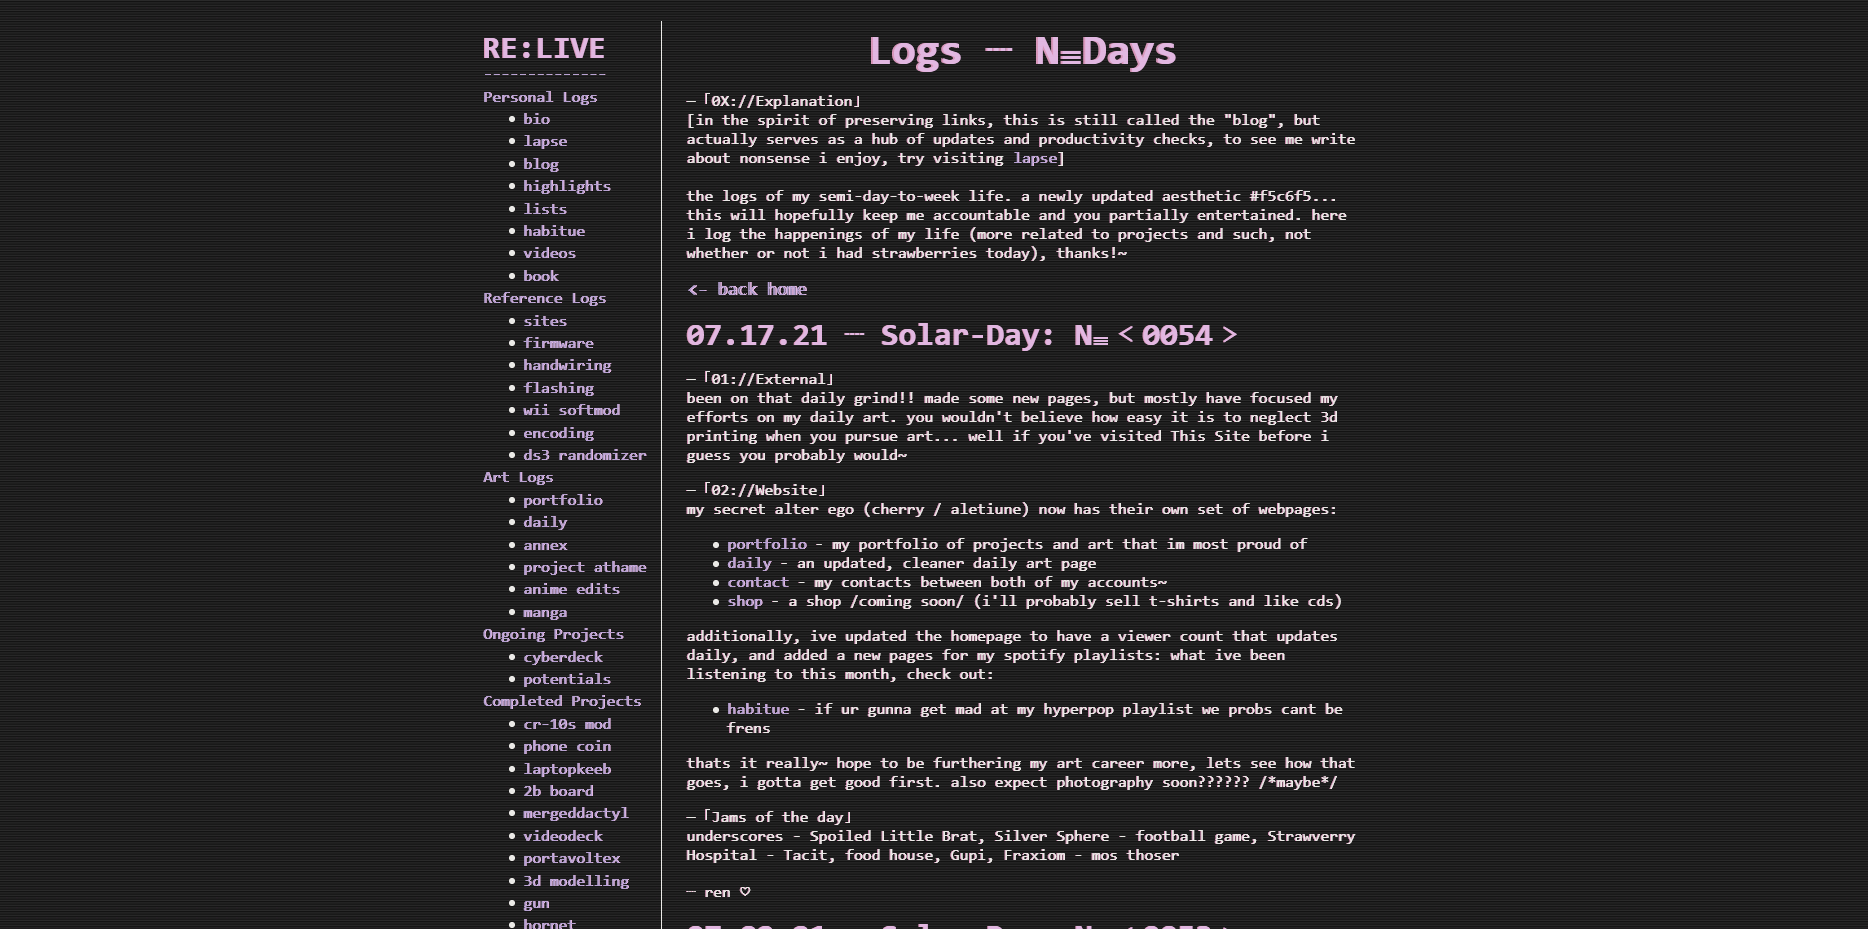 RE:LIVE
--------------
Personal Logs
• bio
• lapse
• blog
• highlights
• lists
• habitue
• videos
• book
Reference Logs
• sites
• firmware
• handwiring
• flashing
• wii softmod
• encoding
• ds3 randomizer
Art Logs
• portfolio
• daily
• annex
• project athame
• anime edits
• manga
Ongoing Projects
• cyberdeck
• potentials
Completed Projects
• cr-10s mod
• phone coin
• laptopkeeb
• 2b board
• mergeddactyl
• videodeck
• portavoltex
• 3d modelling
• gun
• hornet
Logs — N≡Days
—「0X://Explanation」
[in the spirit of preserving links, this is still called the "blog", but
actually serves as a hub of updates and productivity checks, to see me write
about nonsense i enjoy, try visiting lapse]
the logs of my semi-day-to-week life. a newly updated aesthetic #f5c6f5...
this will hopefully keep me accountable and you partially entertained. here
i log the happenings of my life (more related to projects and such, not
whether or not i had strawberries today), thanks!~
<- back home
07.17.21 — Solar-Day: N≡ <0054>
—「01://External」
been on that daily grind!! made some new pages, but mostly have focused my
efforts on my daily art. you wouldn't believe how easy it is to neglect 3d
printing when you pursue art... well if you've visited This Site before i
guess you probably would~
—「02://Website」
my secret alter ego (cherry / aletiune) now has their own set of webpages:
• portfolio - my portfolio of projects and art that im most proud of
• daily - an updated, cleaner daily art page
• contact - my contacts between both of my accounts~
• shop - a shop /coming soon/ (i'll probably sell t-shirts and like cds)
additionally, ive updated the homepage to have a viewer count that updates
daily, and added a new pages for my spotify playlists: what ive been
listening to this month, check out:
• habitue - if ur gunna get mad at my hyperpop playlist we probs cant be
frens
thats it really~ hope to be furthering my art career more, lets see how that
goes, i gotta get good first. also expect photography soon?????? /*maybe*/
—「Jams of the day」
underscores - Spoiled Little Brat, Silver Sphere - football game, Strawverry
Hospital - Tacit, food house, Gupi, Fraxiom - mos thoser
— ren ♡